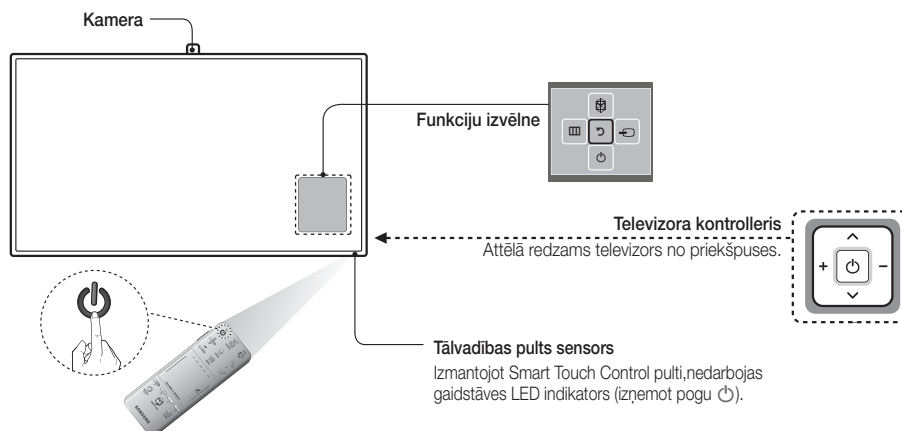 Kamera
Funkciju izvēlne
Televizora kontrolleris
Attēlā redzams televizors no priekšpuses.
Tālvadības pults sensors
Izmantojot Smart Touch Control pulti,nedarbojas
gaidstāves LED indikators (izņemot pogu ⏻).
SAMSUNG